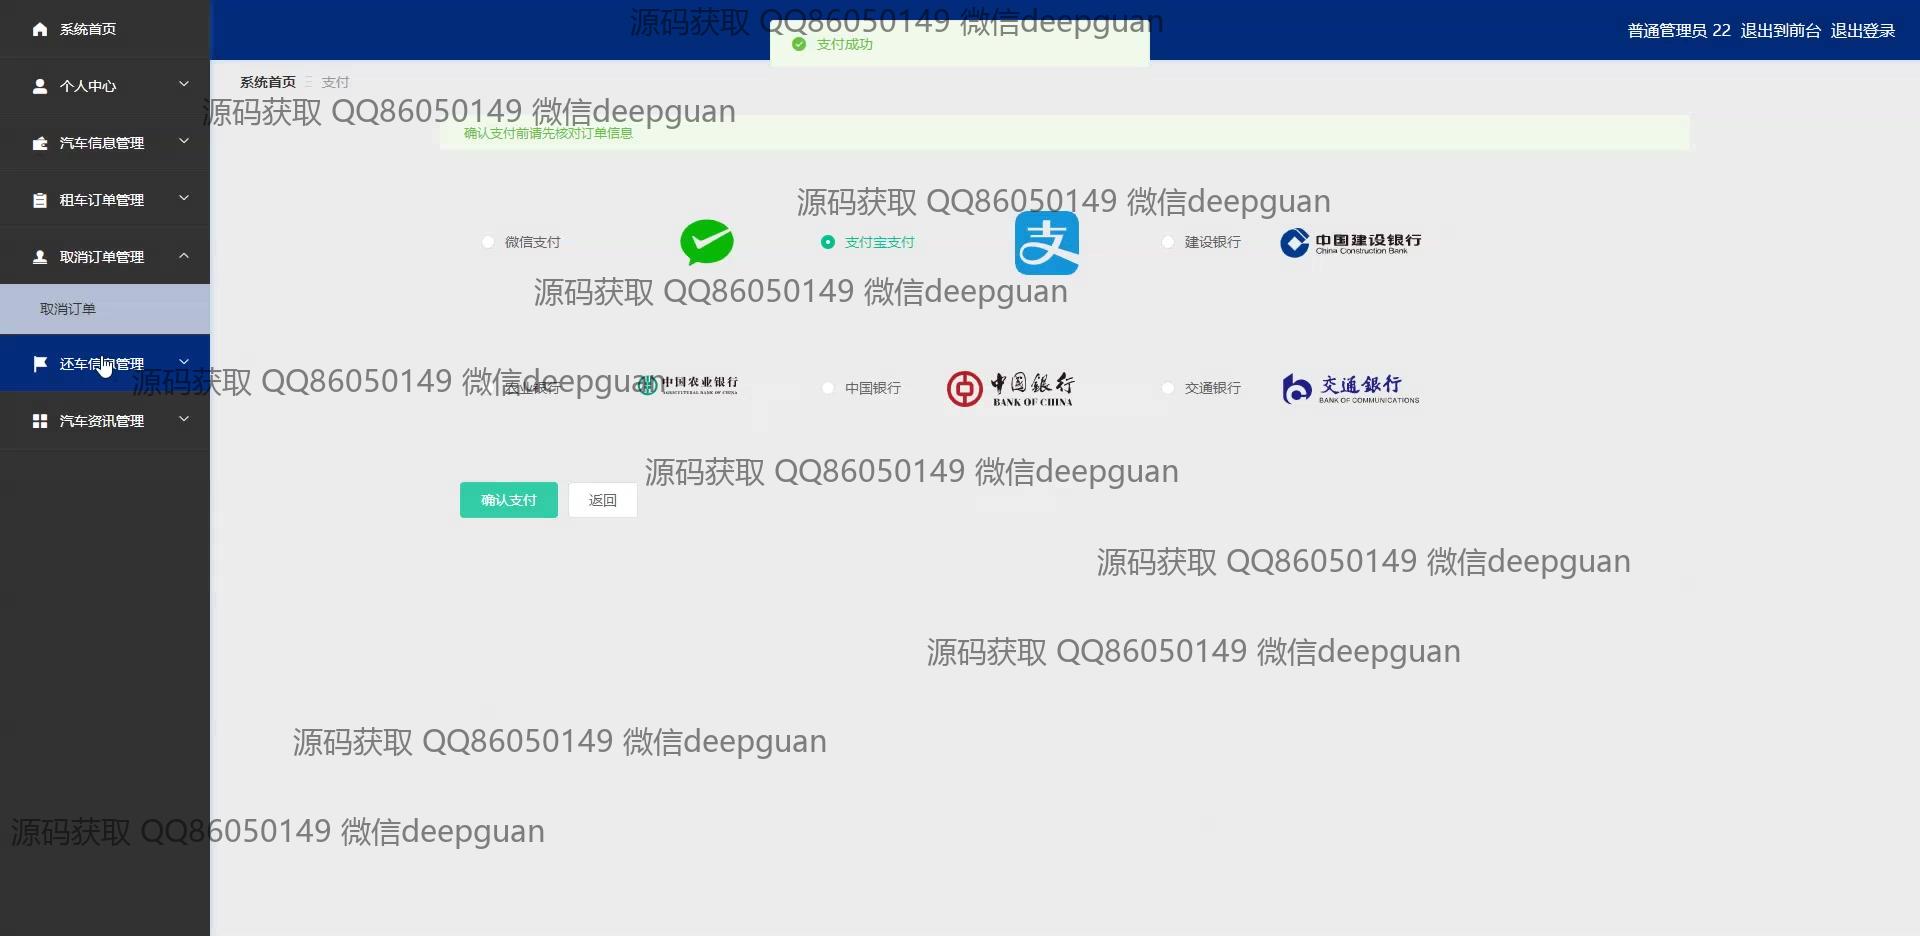 系统首页
个人中心
汽车信息管理
租车订单管理
取消订单管理
取消订单
还车信息管理
汽车资讯管理
源码获取 QQ86050149 微信deepguan
支付成功
普通管理员 22 退出到前台 退出登录
系统首页 支付
源码获取 QQ86050149 微信deepguan
确认支付前请先核对订单信息
源码获取 QQ86050149 微信deepguan
微信支付
支付宝支付
支
建设银行
中国建设银行
China Construction Bank
源码获取 QQ86050149 微信deepguan
源码获取 QQ86050149 微信deepguan
农业银行
中国农业银行
AGRICULTURAL BANK OF CHINA
中国银行
中国銀行
BANK OF CHINA
交通银行
交通銀行
BANK OF COMMUNICATIONS
源码获取 QQ86050149 微信deepguan
确认支付
返回
源码获取 QQ86050149 微信deepguan
源码获取 QQ86050149 微信deepguan
源码获取 QQ86050149 微信deepguan
源码获取 QQ86050149 微信deepguan